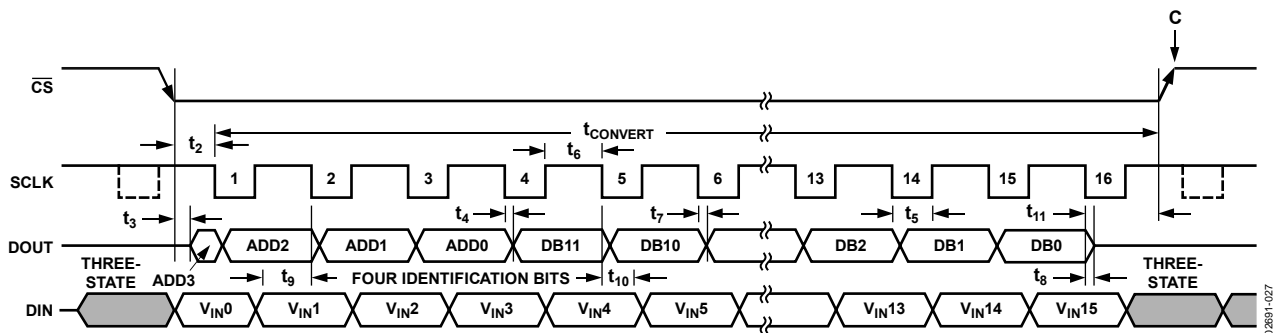 C
CS
t2
tCONVERT
t6
SCLK
1 2 3 4 5 6 13 14 15 16
t3 t4 t7 t5 t11
DOUT
ADD3 ADD2 ADD1 ADD0 DB11 DB10 DB2 DB1 DB0
THREE-STATE
t9
FOUR IDENTIFICATION BITS
t10
t8
THREE-STATE
DIN
VIN0 VIN1 VIN2 VIN3 VIN4 VIN5 VIN13 VIN14 VIN15
02691-027